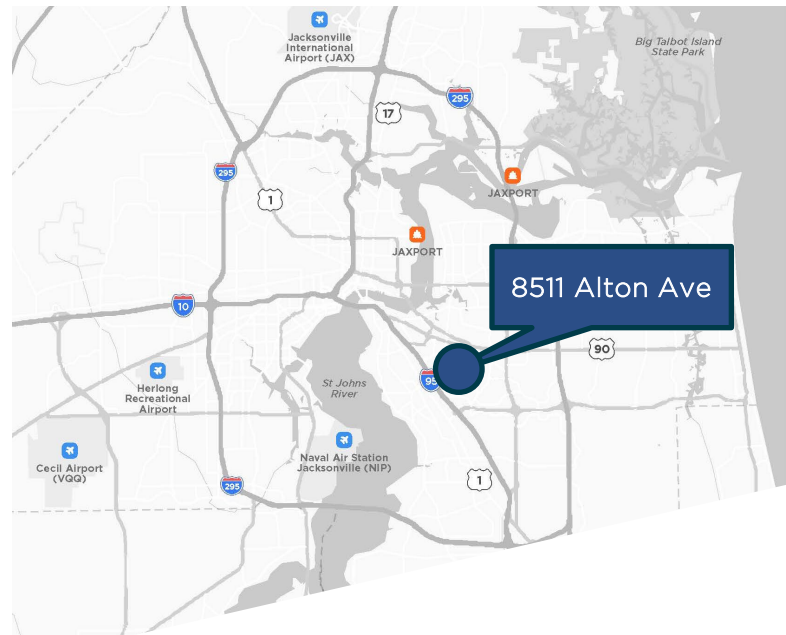 Jacksonville
International
Airport (JAX)
Big Talbot Island
State Park
295
17
JAXPORT
295
1
JAXPORT
8511 Alton Ave
10
90
Herlong
Recreational
Airport
St Johns
River
95
Cecil Airport
(VQQ)
Naval Air Station
Jacksonville (NIP)
1
295